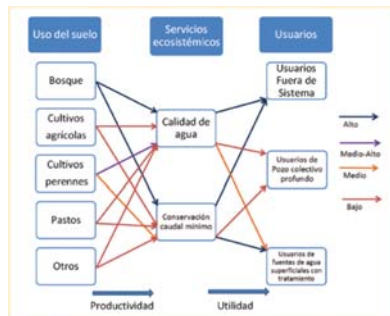 Uso del suelo
Servicios
ecosistémicos
Usuarios
Bosque
Cultivos
agrícolas
Cultivos
perennes
Pastos
Otros
Calidad de
agua
Conservación
caudal mínimo
Usuarios
Fuera de
Sistema
Usuarios de
Pozo colectivo
profundo
Usuarios de
fuentes de agua
superficiales con
tratamiento
Alto
Medio-Alto
Medio
Bajo
Productividad
Utilidad